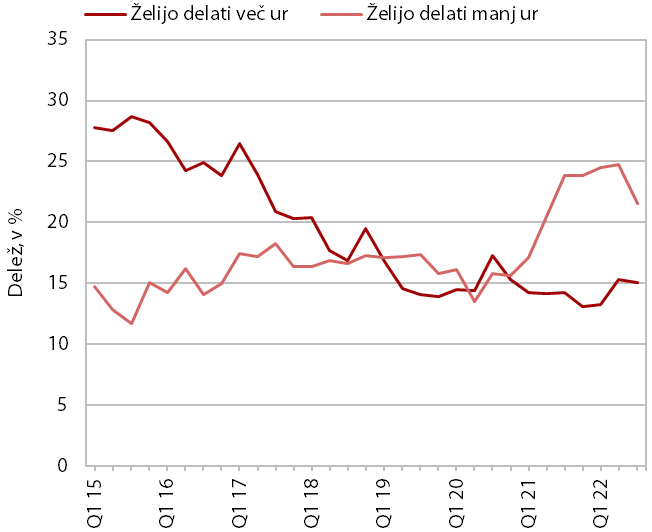 Želijo delati več ur
Želijo delati manj ur
35
30
25
20
15
10
5
0
Delež, v %
Q1 15
Q1 16
Q1 17
Q1 18
Q1 19
Q1 20
Q1 21
Q1 22